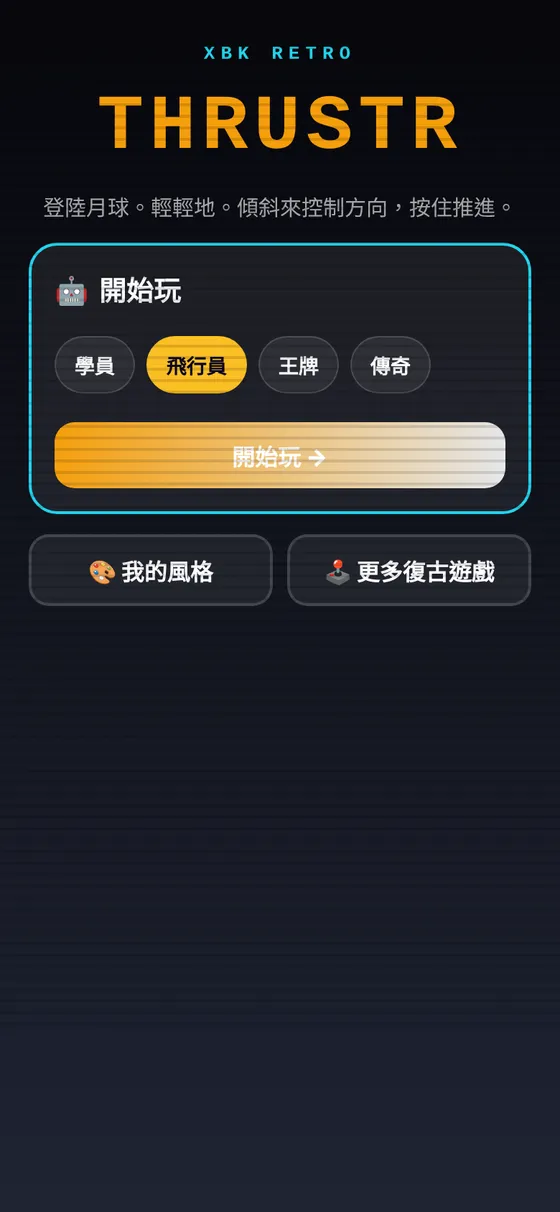 XBK RETRO
THRUSTR
登陸月球。輕輕地。傾斜來控制方向，按住推進。
🤖 開始玩
學員 飛行員 王牌 傳奇
開始玩 →
🎨 我的風格 🕹️ 更多復古遊戲